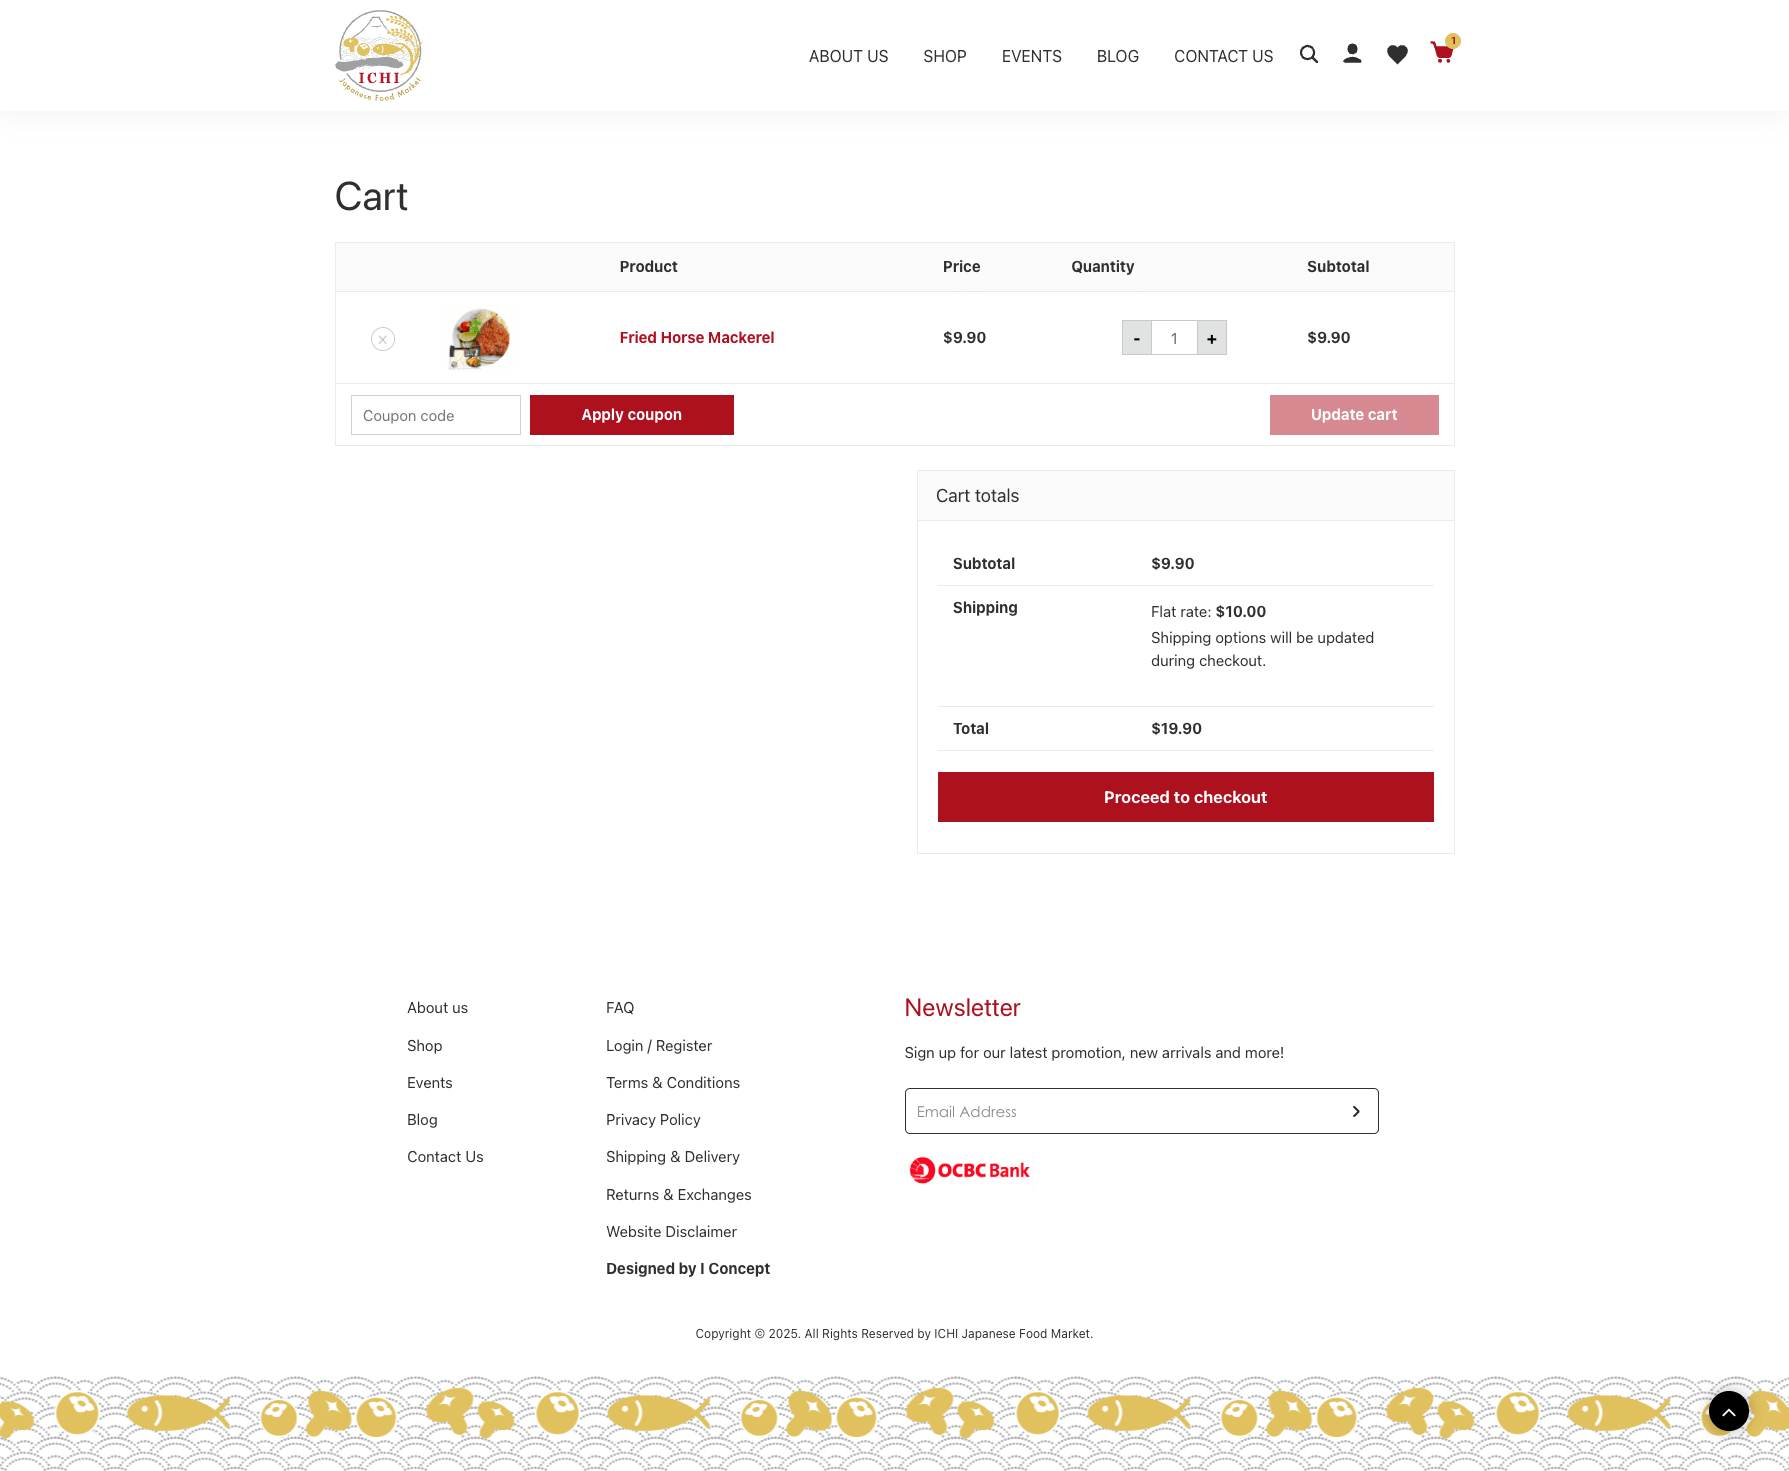 ICHI
Japanese Food Market
ABOUT US
SHOP
EVENTS
BLOG
CONTACT US
1
Cart
Product
Price
Quantity
Subtotal
Fried Horse Mackerel
$9.90
-
1
+
$9.90
Coupon code
Apply coupon
Update cart
Cart totals
Subtotal
$9.90
Shipping
Flat rate: $10.00
Shipping options will be updated
during checkout.
Total
$19.90
Proceed to checkout
About us
Shop
Events
Blog
Contact Us
FAQ
Login / Register
Terms & Conditions
Privacy Policy
Shipping & Delivery
Returns & Exchanges
Website Disclaimer
Designed by I Concept
Newsletter
Sign up for our latest promotion, new arrivals and more!
Email Address
OCBC Bank
Copyright © 2025. All Rights Reserved by ICHI Japanese Food Market.